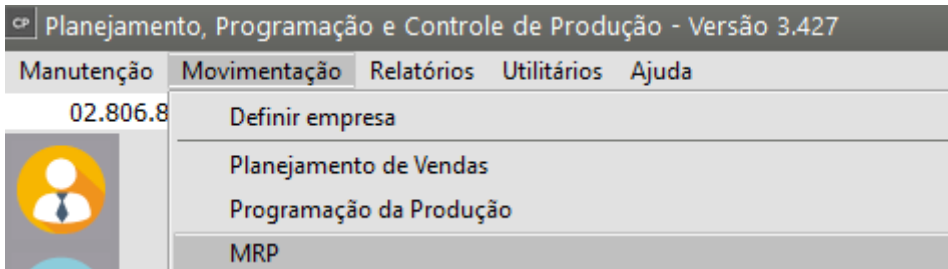 CP Planejamento, Programação e Controle de Produção - Versão 3.427
Manutenção Movimentação Relatórios Utilitários Ajuda
02.806.8
Definir empresa
Planejamento de Vendas
Programação da Produção
MRP